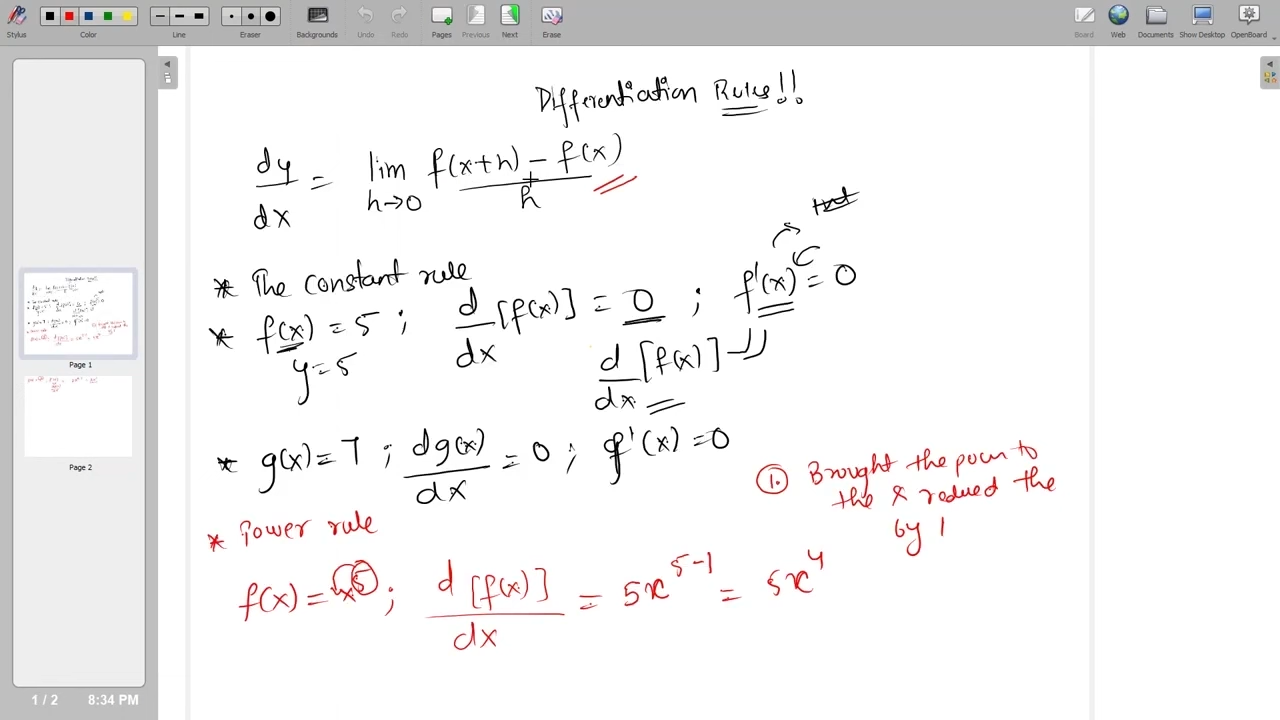 Stylus Color Line Eraser Backgrounds Undo Redo Pages Previous Next Erase Board Web Documents Show Desktop OpenBoard
Differentiation Rules!!
dy/dx = lim h→0 f(x+h) - f(x) / h
* The constant rule
* f(x) = 5 ; d/dx [f(x)] = 0 ; f'(x) = 0
y=5
d/dx [f(x)]
* g(x) = 7 ; dg(x)/dx = 0 ; g'(x) = 0
① Brought the power to
the & reduced the
by 1
* Power rule
f(x) = x^5 ; d[f(x)]/dx = 5x^5-1 = 5x^4
Page 1
Page 2
1 / 2 8:34 PM